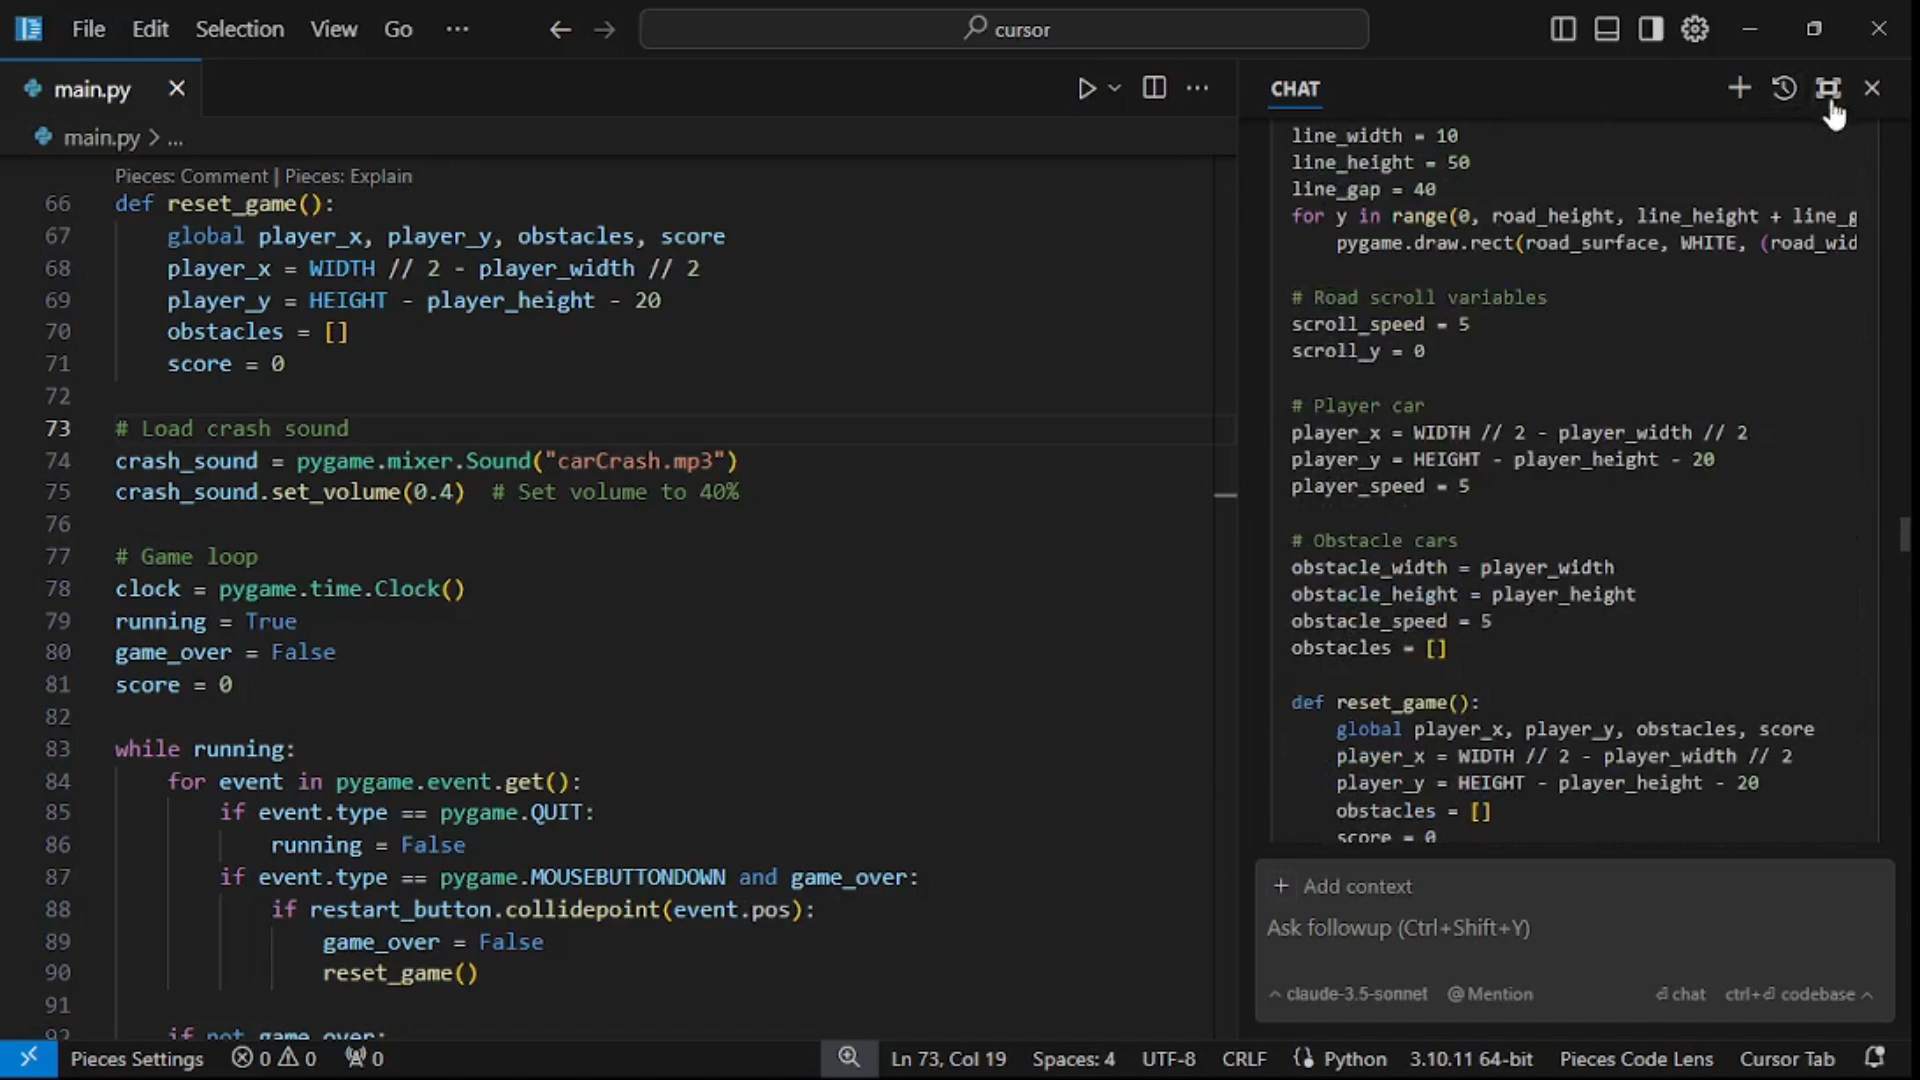 File Edit Selection View Go ···
cursor
main.py
main.py > ...
Pieces: Comment | Pieces: Explain
66 def reset_game():
67 global player_x, player_y, obstacles, score
68 player_x = WIDTH // 2 - player_width // 2
69 player_y = HEIGHT - player_height - 20
70 obstacles = []
71 score = 0
72
73 # Load crash sound
74 crash_sound = pygame.mixer.Sound("carCrash.mp3")
75 crash_sound.set_volume(0.4) # Set volume to 40%
76
77 # Game loop
78 clock = pygame.time.Clock()
79 running = True
80 game_over = False
81 score = 0
82
83 while running:
84 for event in pygame.event.get():
85 if event.type == pygame.QUIT:
86 running = False
87 if event.type == pygame.MOUSEBUTTONDOWN and game_over:
88 if restart_button.collidepoint(event.pos):
89 game_over = False
90 reset_game()
91
92 if not game_over:
CHAT
line_width = 10
line_height = 50
line_gap = 40
for y in range(0, road_height, line_height + line_g
pygame.draw.rect(road_surface, WHITE, (road_wid
# Road scroll variables
scroll_speed = 5
scroll_y = 0
# Player car
player_x = WIDTH // 2 - player_width // 2
player_y = HEIGHT - player_height - 20
player_speed = 5
# Obstacle cars
obstacle_width = player_width
obstacle_height = player_height
obstacle_speed = 5
obstacles = []
def reset_game():
global player_x, player_y, obstacles, score
player_x = WIDTH // 2 - player_width // 2
player_y = HEIGHT - player_height - 20
obstacles = []
score = 0
+ Add context
Ask followup (Ctrl+Shift+Y)
^ claude-3.5-sonnet @ Mention ⏎ chat ctrl+⏎ codebase ^
Pieces Settings 0 0 0 Ln 73, Col 19 Spaces: 4 UTF-8 CRLF Python 3.10.11 64-bit Pieces Code Lens Cursor Tab